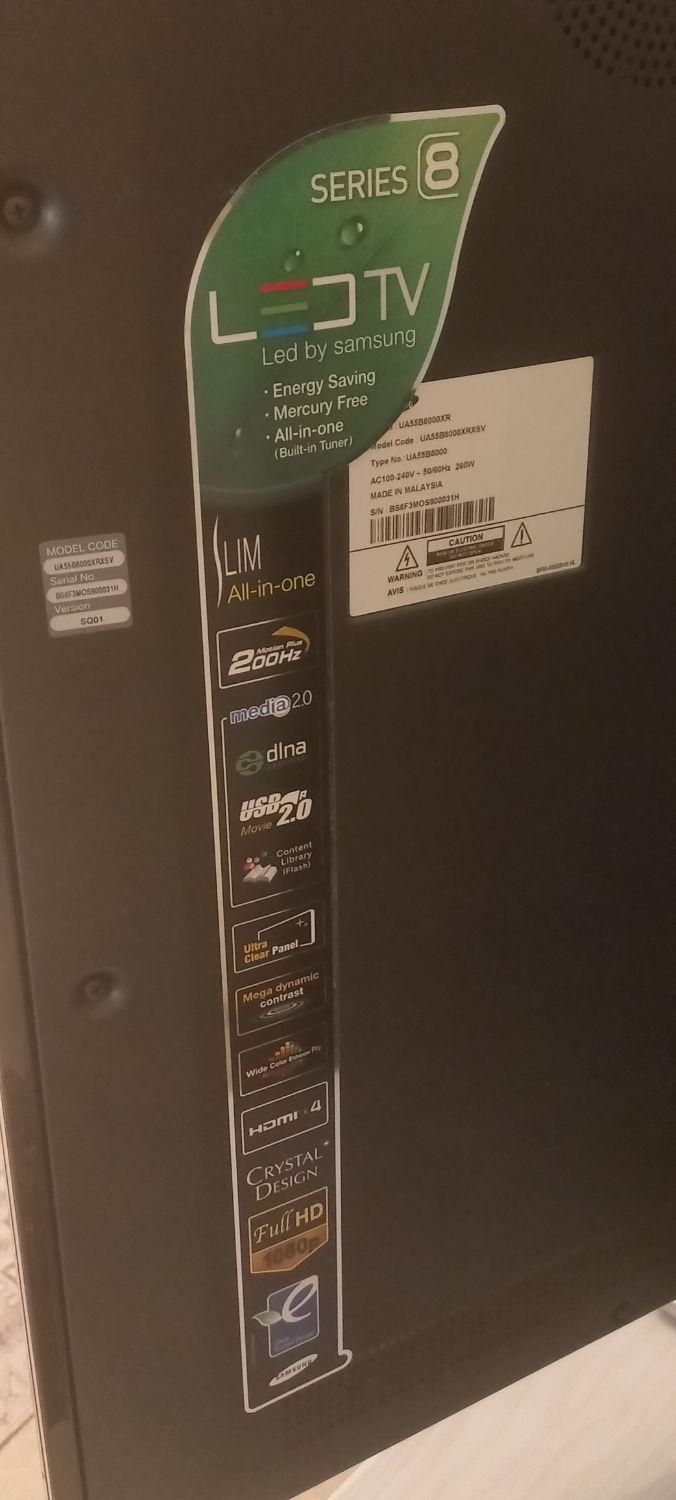 SERIES 8
LED TV
Led by samsung
· Energy Saving
· Mercury Free
· All-in-one
(Built-in Tuner)
: UA55B8000XR
Model Code : UA55B8000XRXSV
Type No. : UA55B8000
AC100-240V~ 50/60Hz 260W
MADE IN MALAYSIA
S/N : BS6F3MOS900031H
CAUTION
WARNING
AVIS
MODEL CODE
UA55B8000XRXSV
Serial No.
BS6F3MOS900031H
Version
SQ01
SLIM
All-in-one
Motion Plus
200Hz
media2.0
dlna
USB 2.0
Movie
Content
Library
(Flash)
Ultra
Clear Panel
Mega dynamic
contrast
Wide Color Enhancer Pro
HDMI x 4
CRYSTAL
DESIGN
Full HD
1080p
e
SAMSUNG